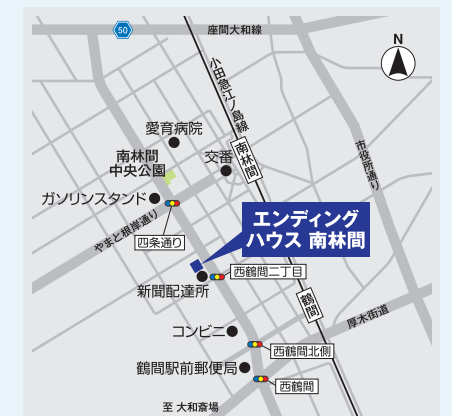 50
座間大和線
N
小田急江ノ島線
愛育病院
南林間
中央公園
交番
南林間
市役所通り
ガソリンスタンド
やまと根岸通り
四条通り
エンディング
ハウス 南林間
西鶴間二丁目
新聞配達所
鶴間
厚木街道
コンビニ
西鶴間北側
鶴間駅前郵便局
西鶴間
至 大和斎場